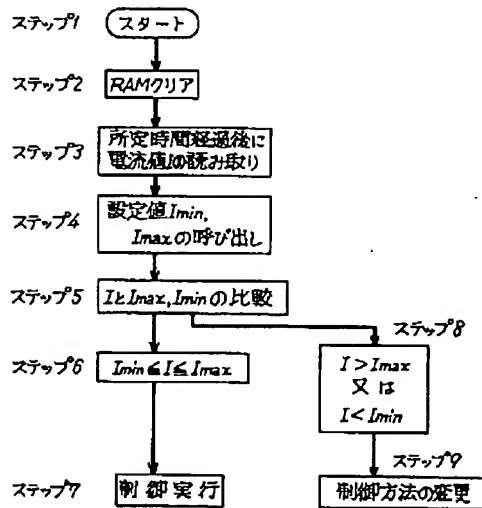 ステップ1
スタート
ステップ2
RAMクリア
ステップ3
所定時間経過後に
電流値Iの読み取り
ステップ4
設定値Imin,
Imaxの呼び出し
ステップ5
IとImax,Iminの比較
ステップ6
Imin≦I≦Imax
ステップ7
制御実行
ステップ8
I>Imax
又は
I<Imin
ステップ9
制御方法の変更